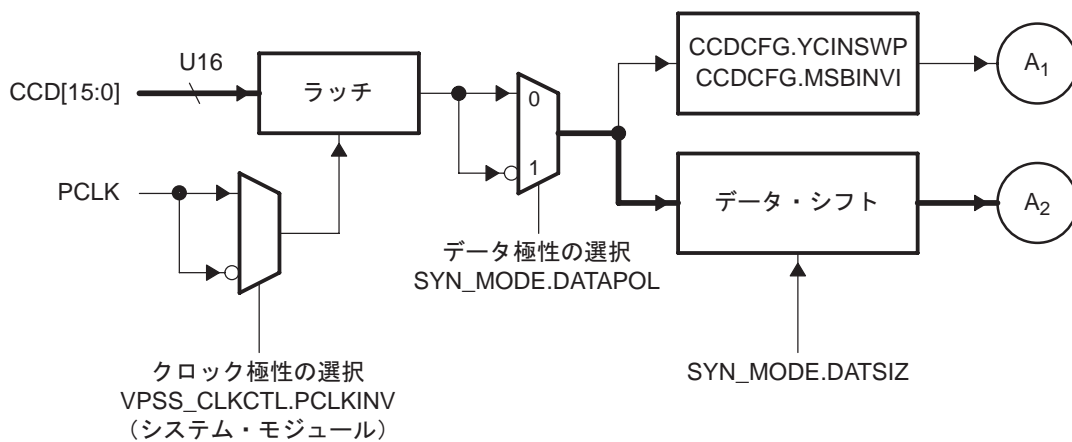 U16
CCD[15:0]
ラッチ
0
1
CCDCFG.YCINSWP
CCDCFG.MSBINVI
A1
PCLK
データ・シフト
A2
データ極性の選択
SYN_MODE.DATAPOL
SYN_MODE.DATSIZ
クロック極性の選択
VPSS_CLKCTL.PCLKINV
（システム・モジュール）